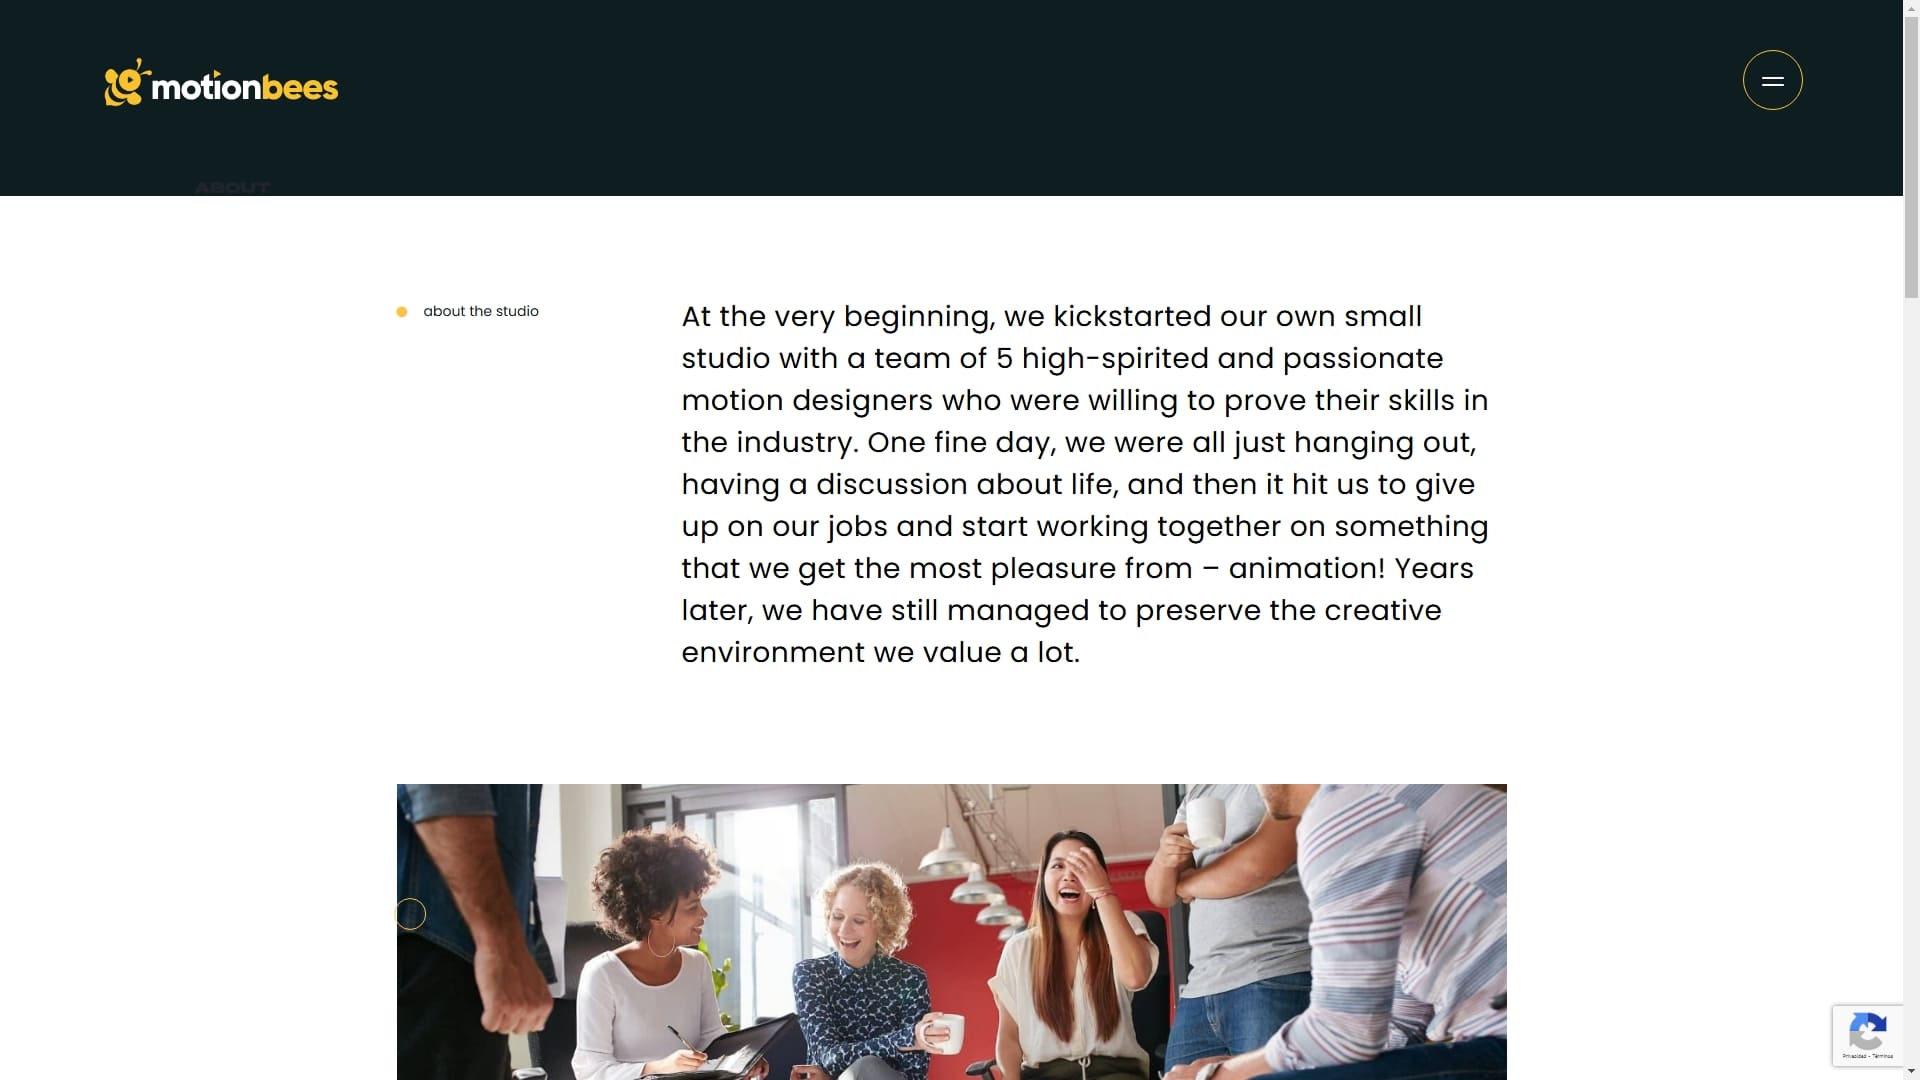 motionbees
ABOUT
about the studio
At the very beginning, we kickstarted our own small
studio with a team of 5 high-spirited and passionate
motion designers who were willing to prove their skills in
the industry. One fine day, we were all just hanging out,
having a discussion about life, and then it hit us to give
up on our jobs and start working together on something
that we get the most pleasure from – animation! Years
later, we have still managed to preserve the creative
environment we value a lot.
Privacidad - Términos